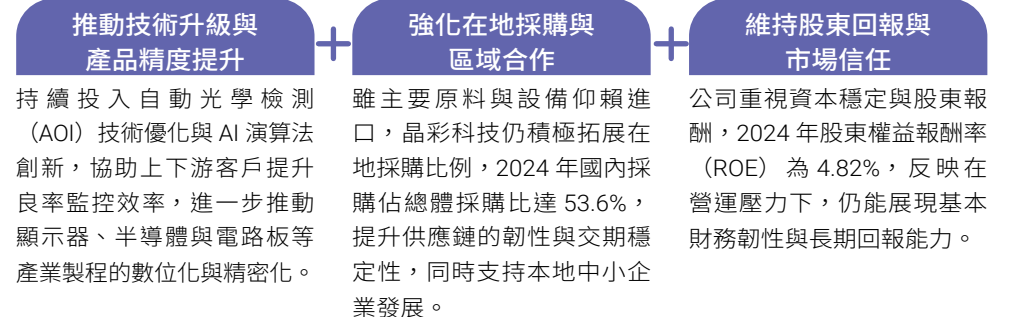 推動技術升級與
產品精度提升
持續投入自動光學檢測
（AOI）技術優化與 AI 演算法
創新，協助上下游客戶提升
良率監控效率，進一步推動
顯示器、半導體與電路板等
產業製程的數位化與精密化。
+
強化在地採購與
區域合作
雖主要原料與設備仰賴進
口，晶彩科技仍積極拓展在
地採購比例，2024 年國內採
購佔總體採購比達 53.6%，
提升供應鏈的韌性與交期穩
定性，同時支持本地中小企
業發展。
+
維持股東回報與
市場信任
公司重視資本穩定與股東報
酬，2024 年股東權益報酬率
（ROE）為 4.82%，反映在
營運壓力下，仍能展現基本
財務韌性與長期回報能力。